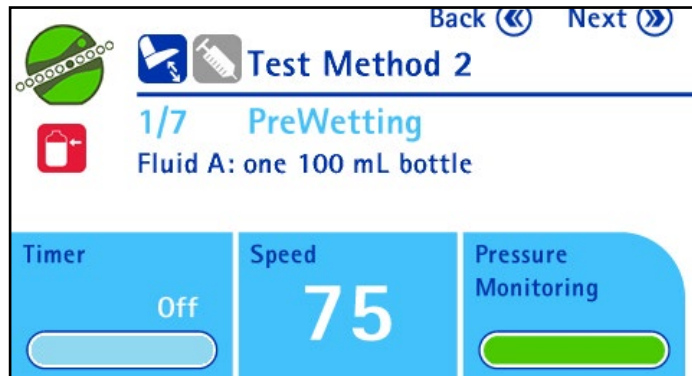 Back Next
Test Method 2
1/7 PreWetting
Fluid A: one 100 mL bottle
Timer
Off
Speed
75
Pressure
Monitoring